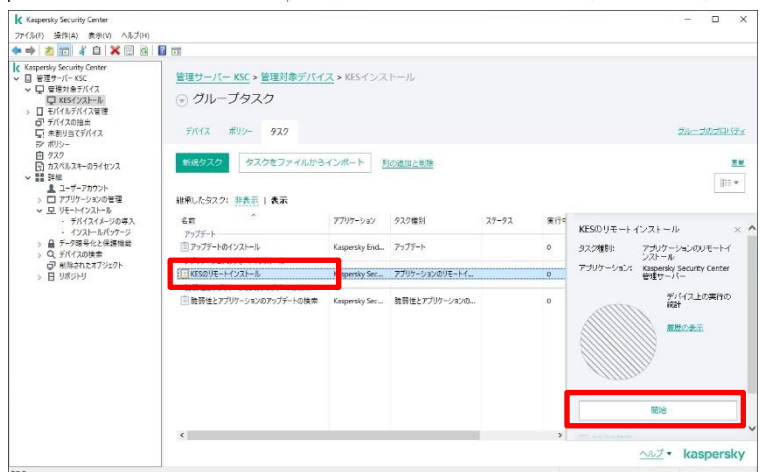 Kaspersky Security Center
ファイル(F) 操作(A) 表示(V) ヘルプ(H)
Kaspersky Security Center
管理サーバー KSC
管理対象デバイス
KESインストール
モバイルデバイス管理
デバイスの抽出
未割り当てデバイス
ポリシー
タスク
カスペルスキーのライセンス
詳細
ユーザーアカウント
アプリケーションの管理
リモートインストール
デバイスイメージの導入
インストールパッケージ
データ暗号化と保護機能
デバイスの検索
削除されたオブジェクト
リポジトリ
管理サーバー KSC > 管理対象デバイス > KESインストール
グループタスク
デバイス ポリシー タスク
グループのプロパティ
新規タスク タスクをファイルからインポート 列の追加と削除
更新
継承したタスク: 非表示 | 表示
名前 アプリケーション タスク種別 ステータス 実行中
アップデート
アップデートのインストール Kaspersky End... アップデート 0
KESのリモートインストール Kaspersky Sec... アプリケーションのリモートイ... 0
脆弱性とアプリケーションのアップデートの検索 Kaspersky Sec... 脆弱性とアプリケーションの... 0
KESのリモートインストール
タスク種別: アプリケーションのリモートイ
ンストール
アプリケーション: Kaspersky Security Center
管理サーバー
デバイス上の実行の
統計
履歴の表示
開始
ヘルプ kaspersky